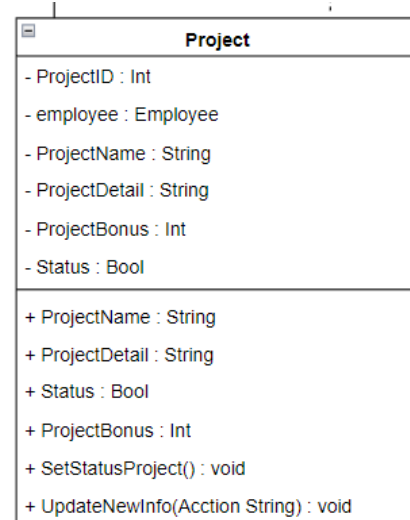 Project
- ProjectID : Int
- employee : Employee
- ProjectName : String
- ProjectDetail : String
- ProjectBonus : Int
- Status : Bool
+ ProjectName : String
+ ProjectDetail : String
+ Status : Bool
+ ProjectBonus : Int
+ SetStatusProject() : void
+ UpdateNewInfo(Acction String) : void